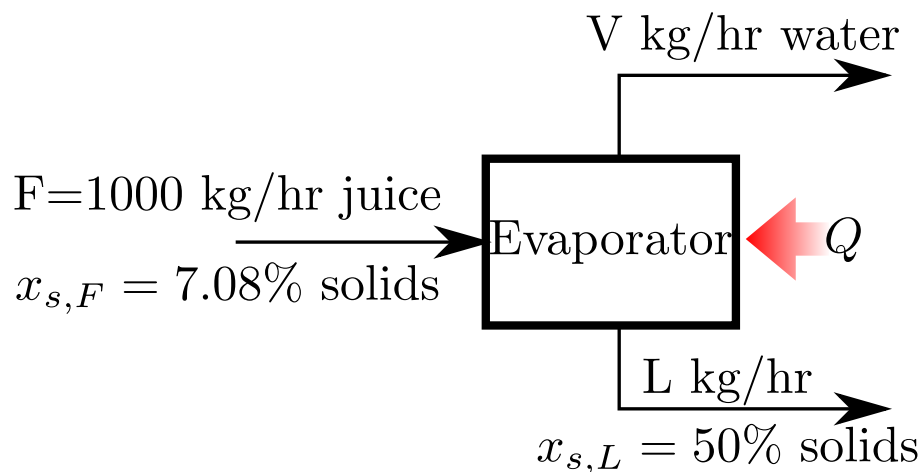 V kg/hr water
F=1000 kg/hr juice
Evaporator
Q
x_{s,F} = 7.08% solids
L kg/hr
x_{s,L} = 50% solids